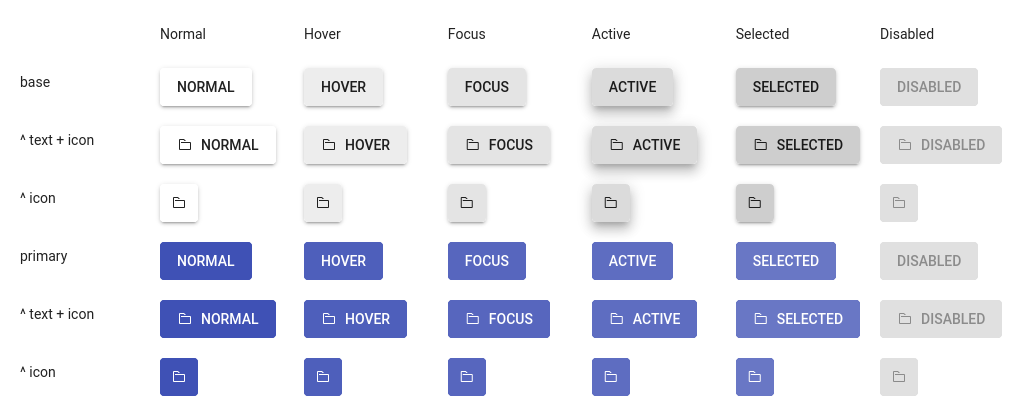 Normal Hover Focus Active Selected Disabled
base NORMAL HOVER FOCUS ACTIVE SELECTED DISABLED
^ text + icon NORMAL HOVER FOCUS ACTIVE SELECTED DISABLED
^ icon
primary NORMAL HOVER FOCUS ACTIVE SELECTED DISABLED
^ text + icon NORMAL HOVER FOCUS ACTIVE SELECTED DISABLED
^ icon